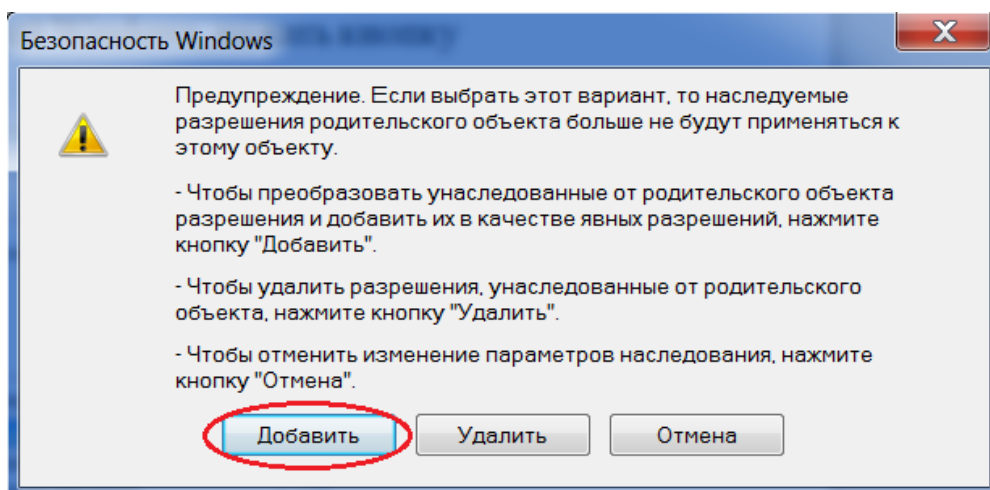 Безопасность Windows
Предупреждение. Если выбрать этот вариант, то наследуемые
разрешения родительского объекта больше не будут применяться к
этому объекту.
- Чтобы преобразовать унаследованные от родительского объекта
разрешения и добавить их в качестве явных разрешений, нажмите
кнопку "Добавить".
- Чтобы удалить разрешения, унаследованные от родительского
объекта, нажмите кнопку "Удалить".
- Чтобы отменить изменение параметров наследования, нажмите
кнопку "Отмена".
Добавить Удалить Отмена